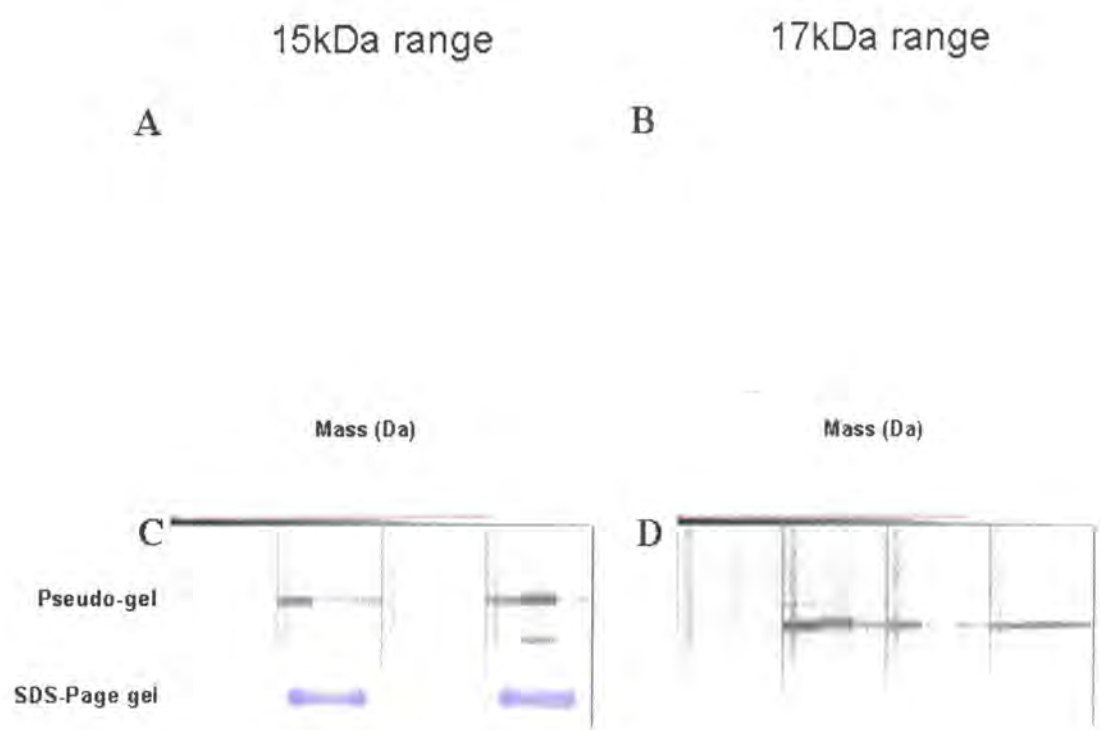 15kDa range
17kDa range
A
B
Mass (Da)
Mass (Da)
C
D
Pseudo-gel
SDS-Page gel